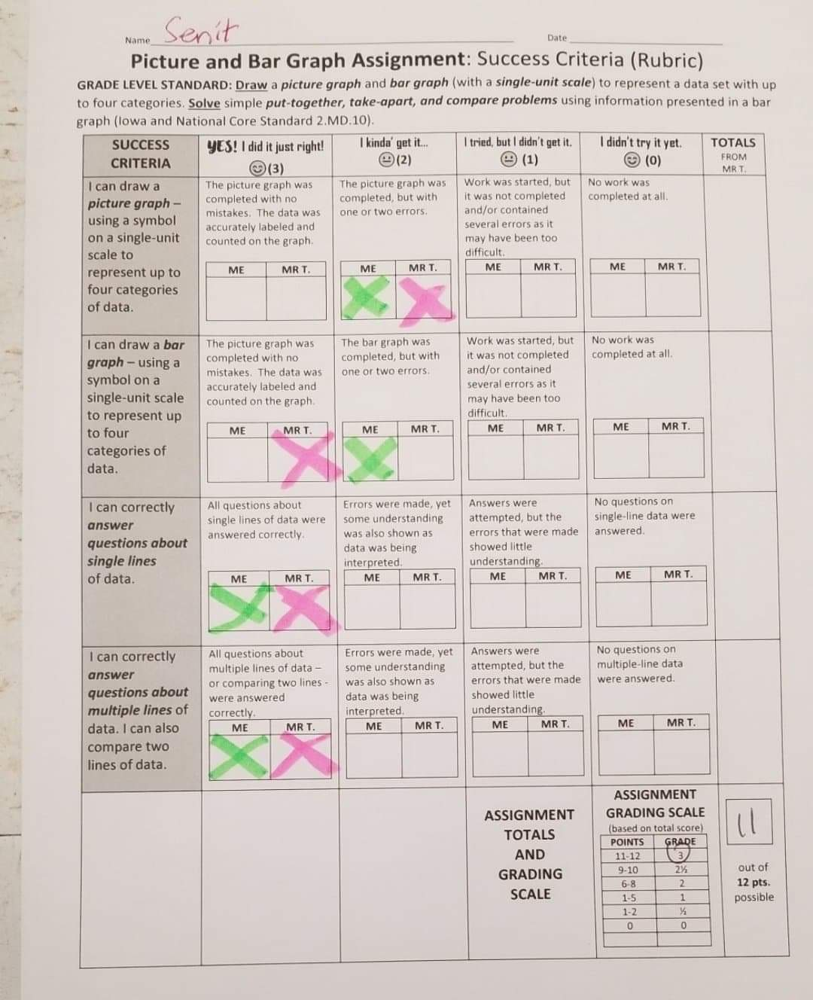 Name Senit Date
Picture and Bar Graph Assignment: Success Criteria (Rubric)
GRADE LEVEL STANDARD: Draw a picture graph and bar graph (with a single-unit scale) to represent a data set with up
to four categories. Solve simple put-together, take-apart, and compare problems using information presented in a bar
graph (Iowa and National Core Standard 2.MD.10).
SUCCESS
CRITERIA
YES! I did it just right!
(3)
I kinda' get it...
(2)
I tried, but I didn't get it.
(1)
I didn't try it yet.
(0)
TOTALS
FROM
MR T.
I can draw a
picture graph –
using a symbol
on a single-unit
scale to
represent up to
four categories
of data.
The picture graph was
completed with no
mistakes. The data was
accurately labeled and
counted on the graph.
ME MR T.
The picture graph was
completed, but with
one or two errors.
ME MR T.
Work was started, but
it was not completed
and/or contained
several errors as it
may have been too
difficult.
ME MR T.
No work was
completed at all.
ME MR T.
I can draw a bar
graph – using a
symbol on a
single-unit scale
to represent up
to four
categories of
data.
The picture graph was
completed with no
mistakes. The data was
accurately labeled and
counted on the graph.
ME MR T.
The bar graph was
completed, but with
one or two errors.
ME MR T.
Work was started, but
it was not completed
and/or contained
several errors as it
may have been too
difficult.
ME MR T.
No work was
completed at all.
ME MR T.
I can correctly
answer
questions about
single lines
of data.
All questions about
single lines of data were
answered correctly.
ME MR T.
Errors were made, yet
some understanding
was also shown as
data was being
interpreted.
ME MR T.
Answers were
attempted, but the
errors that were made
showed little
understanding.
ME MR T.
No questions on
single-line data were
answered.
ME MR T.
I can correctly
answer
questions about
multiple lines of
data. I can also
compare two
lines of data.
All questions about
multiple lines of data –
or comparing two lines -
were answered
correctly.
ME MR T.
Errors were made, yet
some understanding
was also shown as
data was being
interpreted.
ME MR T.
Answers were
attempted, but the
errors that were made
showed little
understanding.
ME MR T.
No questions on
multiple-line data
were answered.
ME MR T.
ASSIGNMENT
TOTALS
AND
GRADING
SCALE
ASSIGNMENT
GRADING SCALE
(based on total score)
POINTS GRADE
11-12 3
9-10 2½
6-8 2
1-5 1
1-2 ½
0 0
11
out of
12 pts.
possible